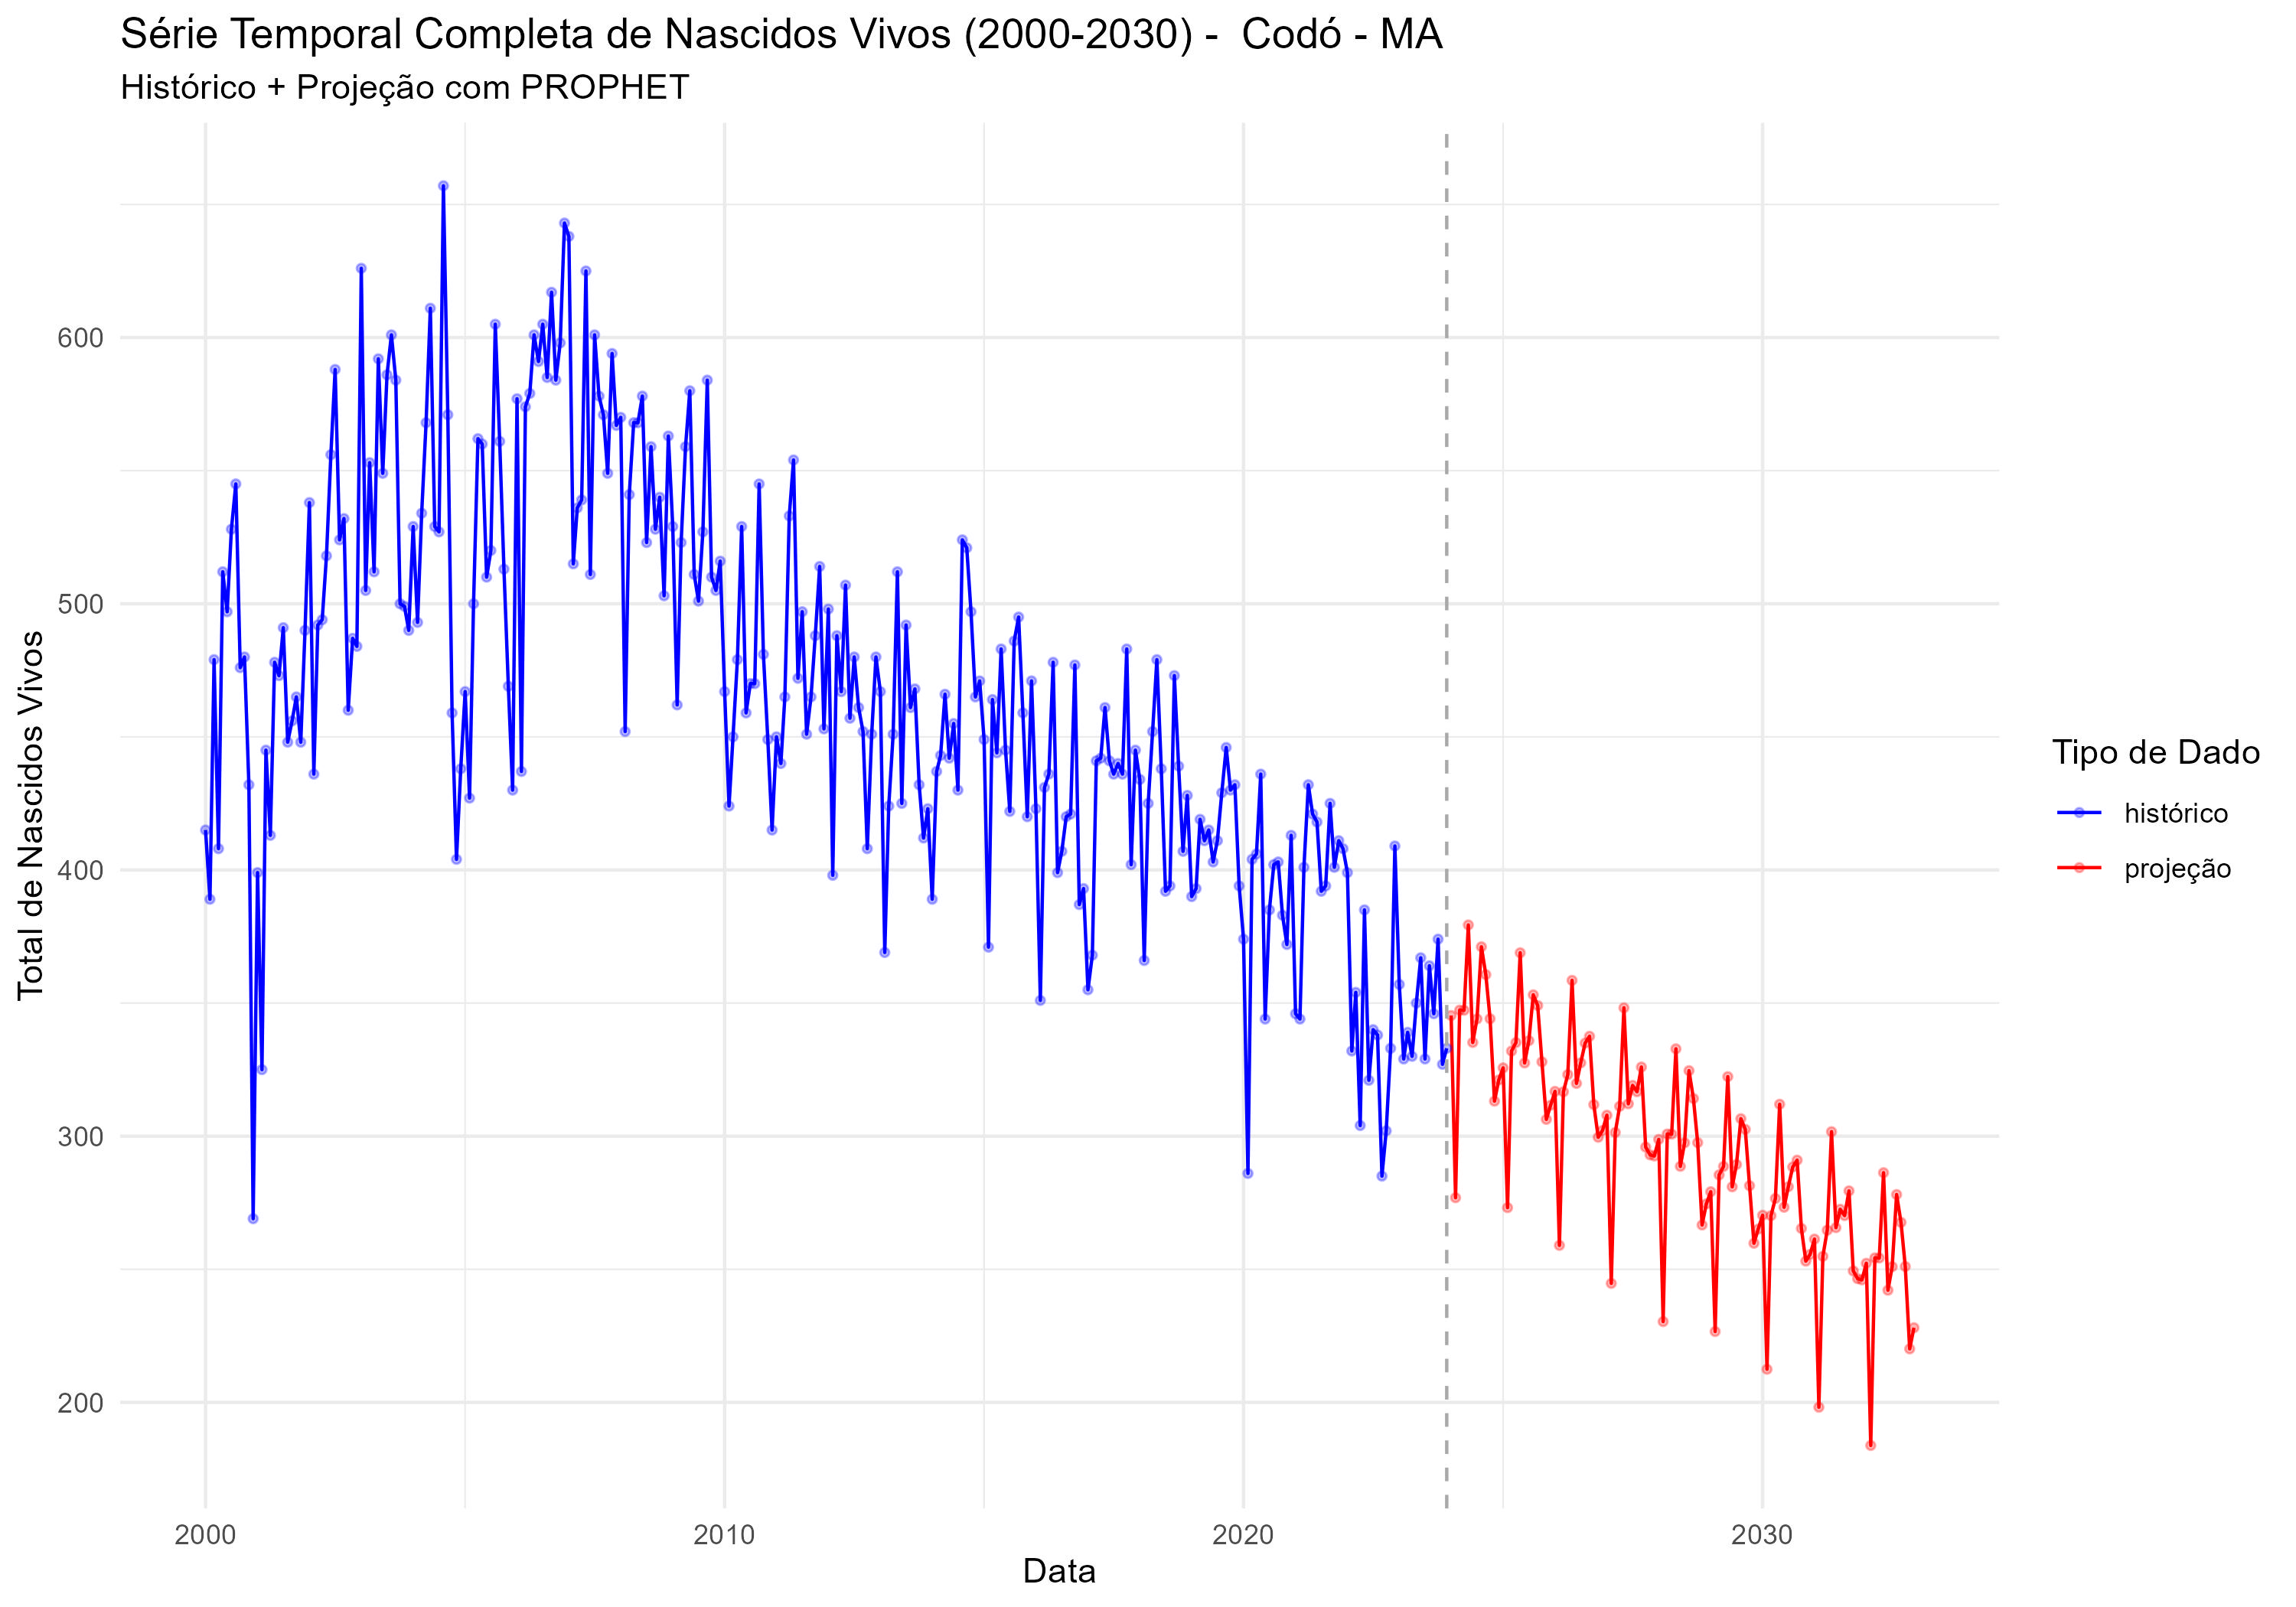 Série Temporal Completa de Nascidos Vivos (2000-2030) -  Codó - MA
Histórico + Projeção com PROPHET
Total de Nascidos Vivos
600
500
400
300
200
2000
2010
2020
2030
Data
Tipo de Dado
histórico
projeção